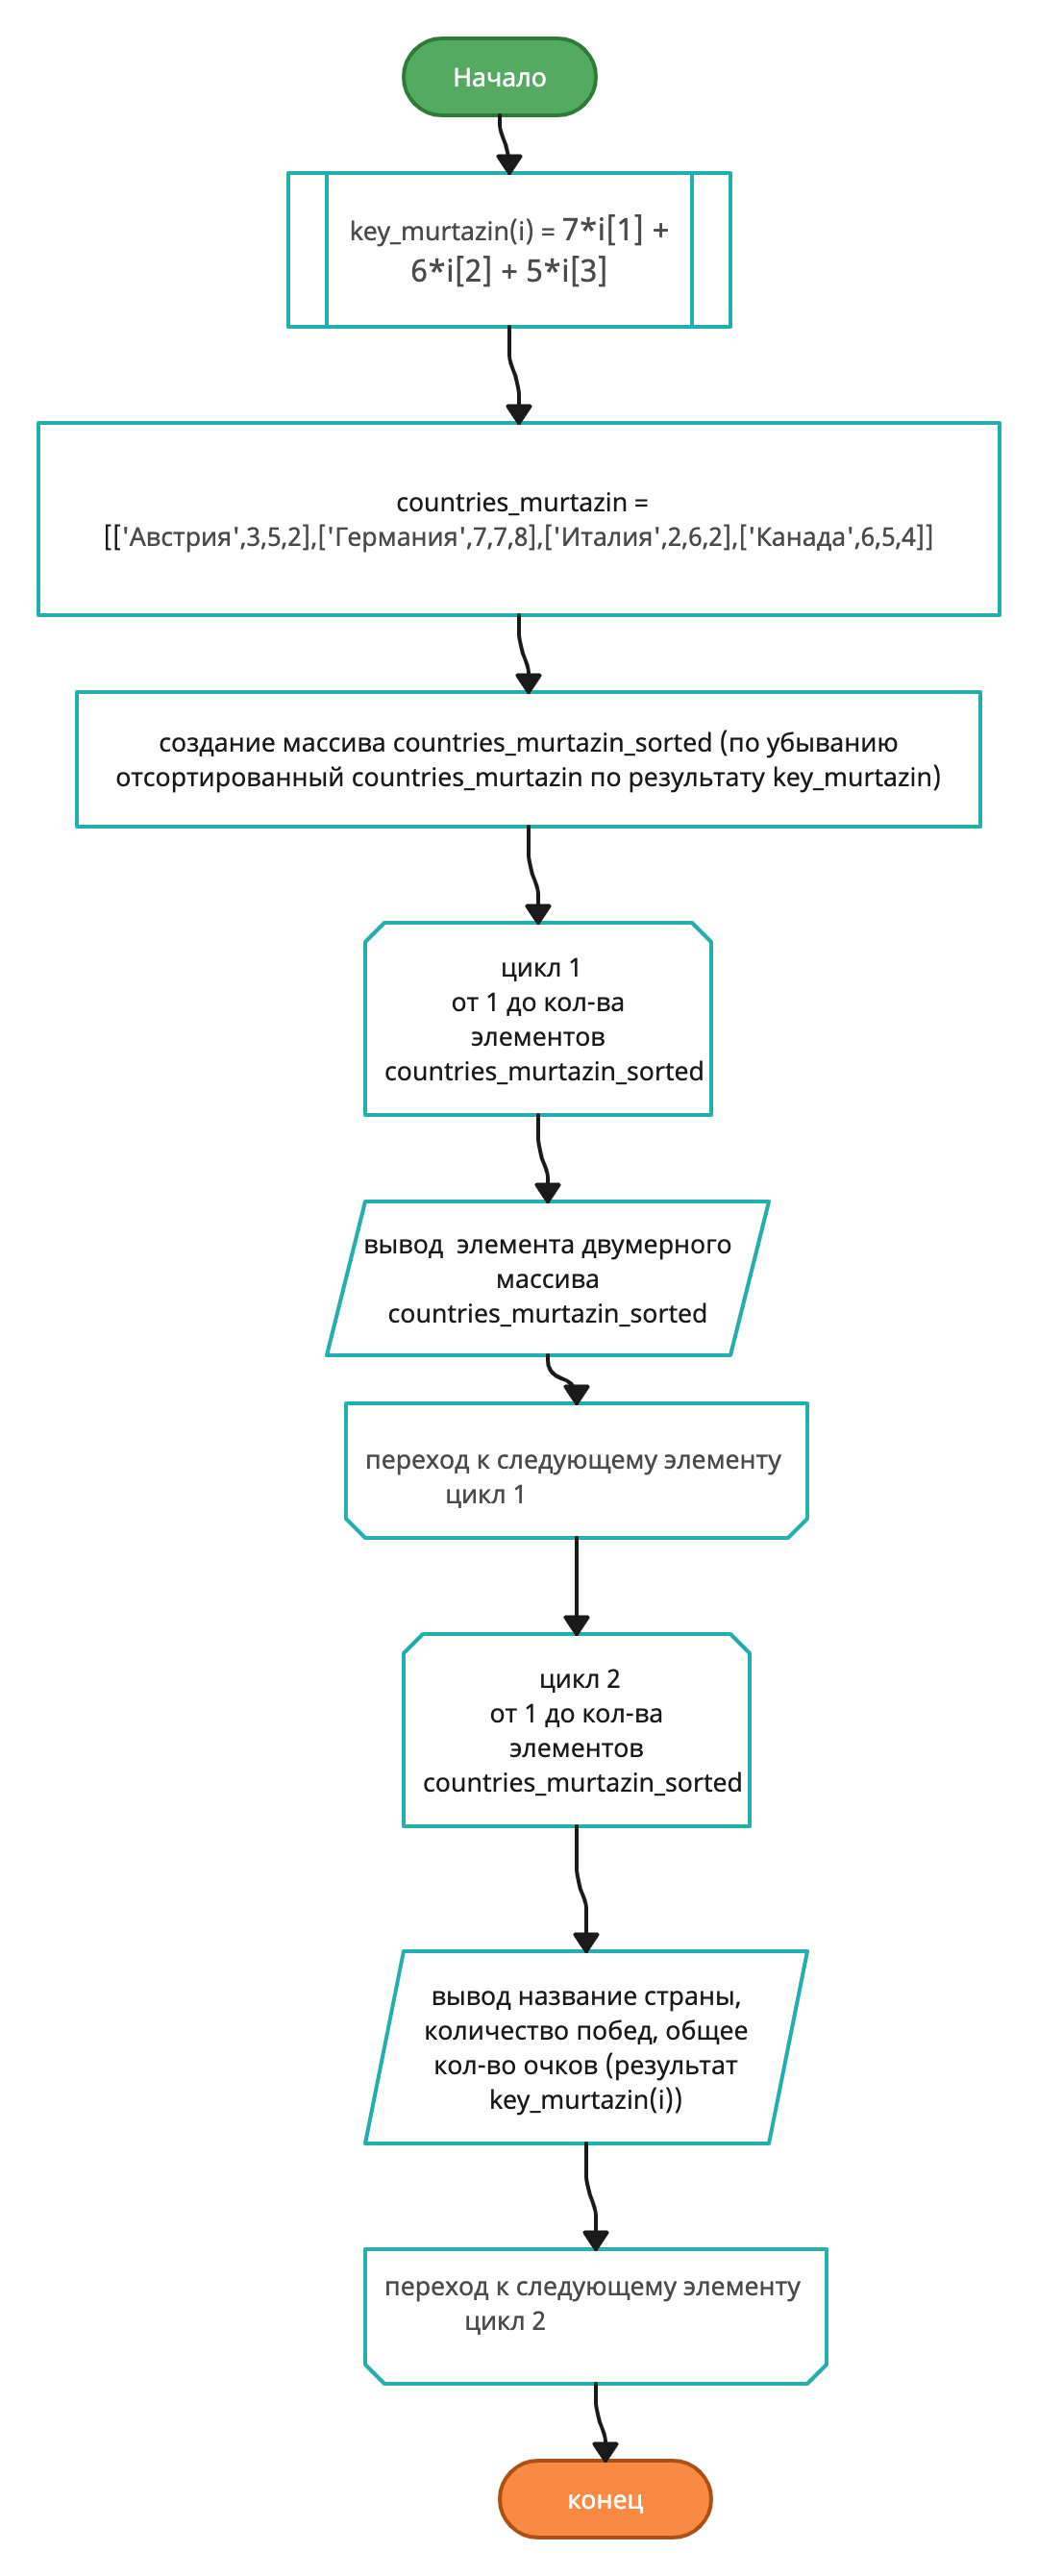 Начало
key_murtazin(i) = 7*i[1] +
6*i[2] + 5*i[3]
countries_murtazin =
[['Австрия',3,5,2],['Германия',7,7,8],['Италия',2,6,2],['Канада',6,5,4]]
создание массива countries_murtazin_sorted (по убыванию
отсортированный countries_murtazin по результату key_murtazin)
цикл 1
от 1 до кол-ва
элементов
countries_murtazin_sorted
вывод элемента двумерного
массива
countries_murtazin_sorted
переход к следующему элементу
цикл 1
цикл 2
от 1 до кол-ва
элементов
countries_murtazin_sorted
вывод название страны,
количество побед, общее
кол-во очков (результат
key_murtazin(i))
переход к следующему элементу
цикл 2
конец